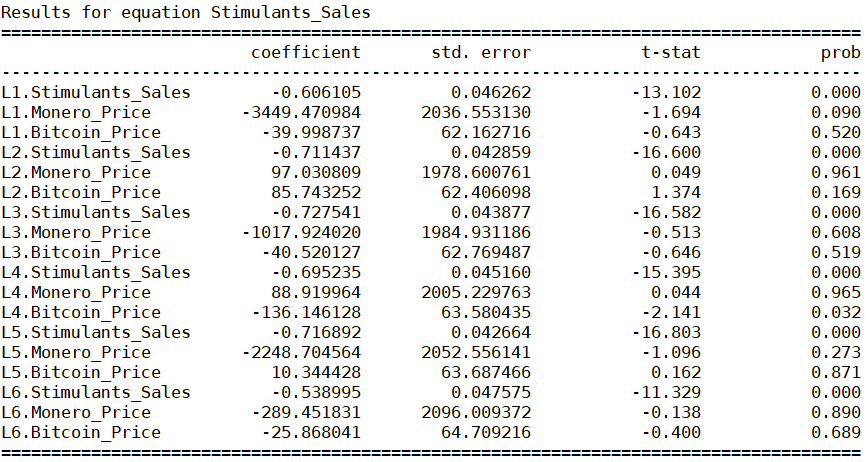 Results for equation Stimulants_Sales
======================================================================================
coefficient std. error t-stat prob
--------------------------------------------------------------------------------------
L1.Stimulants_Sales -0.606105 0.046262 -13.102 0.000
L1.Monero_Price -3449.470984 2036.553130 -1.694 0.090
L1.Bitcoin_Price -39.998737 62.162716 -0.643 0.520
L2.Stimulants_Sales -0.711437 0.042859 -16.600 0.000
L2.Monero_Price 97.030809 1978.600761 0.049 0.961
L2.Bitcoin_Price 85.743252 62.406098 1.374 0.169
L3.Stimulants_Sales -0.727541 0.043877 -16.582 0.000
L3.Monero_Price -1017.924020 1984.931186 -0.513 0.608
L3.Bitcoin_Price -40.520127 62.769487 -0.646 0.519
L4.Stimulants_Sales -0.695235 0.045160 -15.395 0.000
L4.Monero_Price 88.919964 2005.229763 0.044 0.965
L4.Bitcoin_Price -136.146128 63.580435 -2.141 0.032
L5.Stimulants_Sales -0.716892 0.042664 -16.803 0.000
L5.Monero_Price -2248.704564 2052.556141 -1.096 0.273
L5.Bitcoin_Price 10.344428 63.687466 0.162 0.871
L6.Stimulants_Sales -0.538995 0.047575 -11.329 0.000
L6.Monero_Price -289.451831 2096.009372 -0.138 0.890
L6.Bitcoin_Price -25.868041 64.709216 -0.400 0.689
======================================================================================